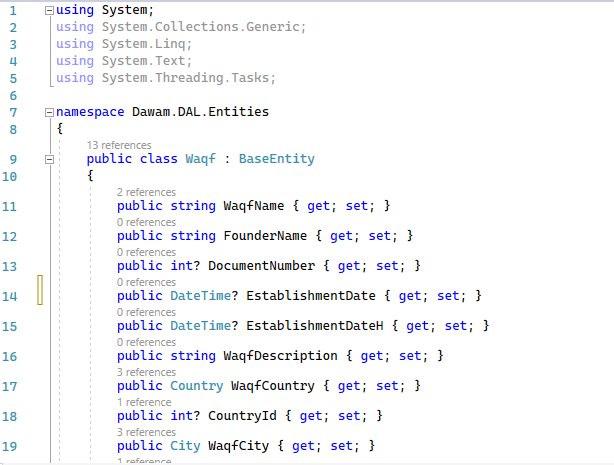 1 using System;
2 using System.Collections.Generic;
3 using System.Linq;
4 using System.Text;
5 using System.Threading.Tasks;
6
7 namespace Dawam.DAL.Entities
8 {
13 references
9 public class Waqf : BaseEntity
10 {
2 references
11 public string WaqfName { get; set; }
0 references
12 public string FounderName { get; set; }
0 references
13 public int? DocumentNumber { get; set; }
0 references
14 public DateTime? EstablishmentDate { get; set; }
0 references
15 public DateTime? EstablishmentDateH { get; set; }
0 references
16 public string WaqfDescription { get; set; }
3 references
17 public Country WaqfCountry { get; set; }
1 reference
18 public int? CountryId { get; set; }
3 references
19 public City WaqfCity { get; set; }
1 reference